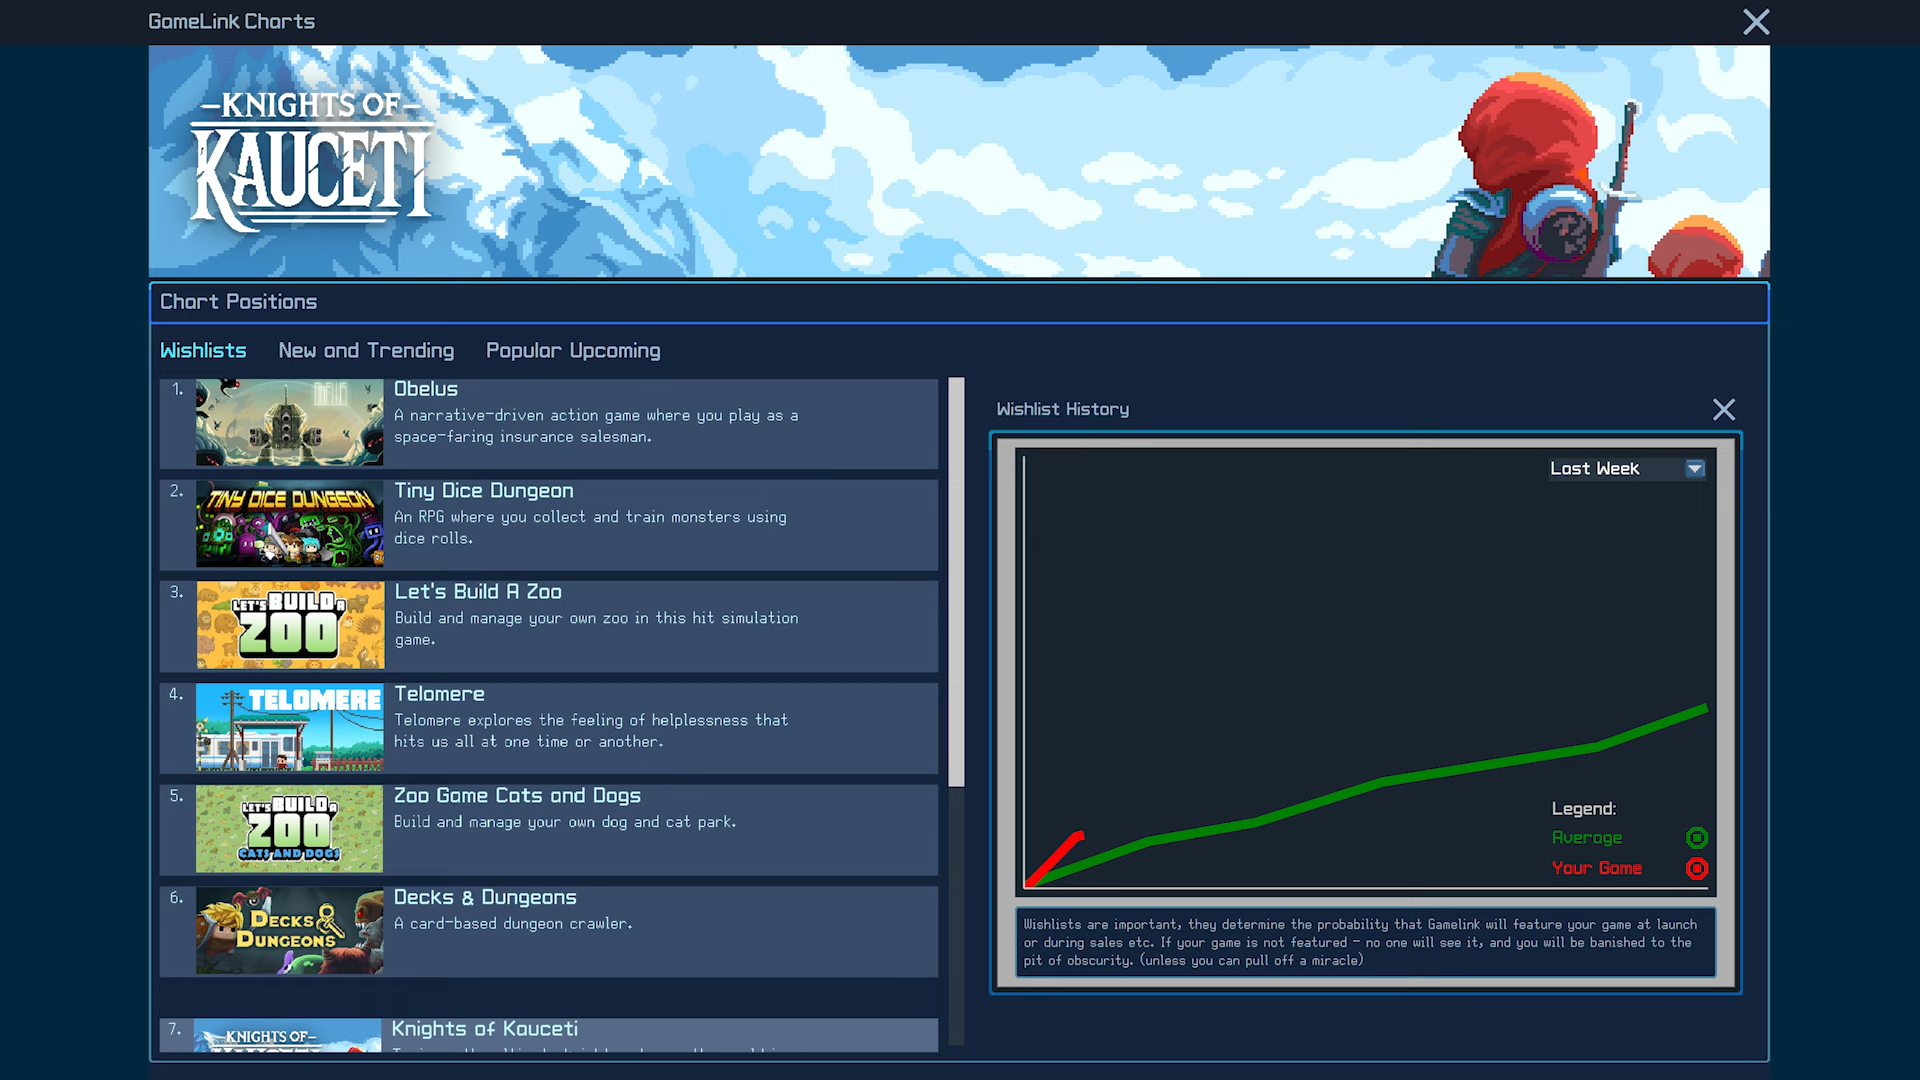 GameLink Charts
-KNIGHTS OF-
KAUCETI
Chart Positions
Wishlists
New and Trending
Popular Upcoming
1.
OBELUS
Obelus
A narrative-driven action game where you play as a
space-faring insurance salesman.
2.
TINY DICE DUNGEON
Tiny Dice Dungeon
An RPG where you collect and train monsters using
dice rolls.
3.
LET'S BUILD A
ZOO
Let's Build A Zoo
Build and manage your own zoo in this hit simulation
game.
4.
TELOMERE
Telomere
Telomere explores the feeling of helplessness that
hits us all at one time or another.
5.
LET'S BUILD A
ZOO
CATS AND DOGS
Zoo Game Cats and Dogs
Build and manage your own dog and cat park.
6.
DECKS &
DUNGEONS
Decks & Dungeons
A card-based dungeon crawler.
7.
-KNIGHTS OF-
Knights of Kauceti
Wishlist History
Last Week
Legend:
Average
Your Game
Wishlists are important, they determine the probability that Gamelink will feature your game at launch
or during sales etc. If your game is not featured - no one will see it, and you will be banished to the
pit of obscurity. (unless you can pull off a miracle)